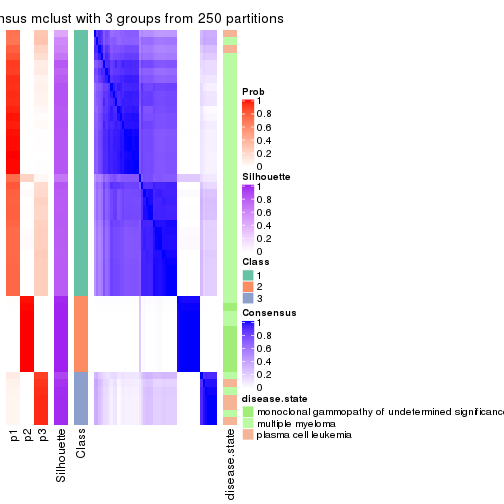 nsus mclust with 3 groups from 250 partitions
Prob
1
0.8
0.6
0.4
0.2
0
Silhouette
1
0.8
0.6
0.4
0.2
0
Class
1
2
3
Consensus
1
0.8
0.6
0.4
0.2
0
disease.state
monoclonal gammopathy of undetermined significance
multiple myeloma
plasma cell leukemia
p1
p2
p3
Silhouette
Class
disease.state